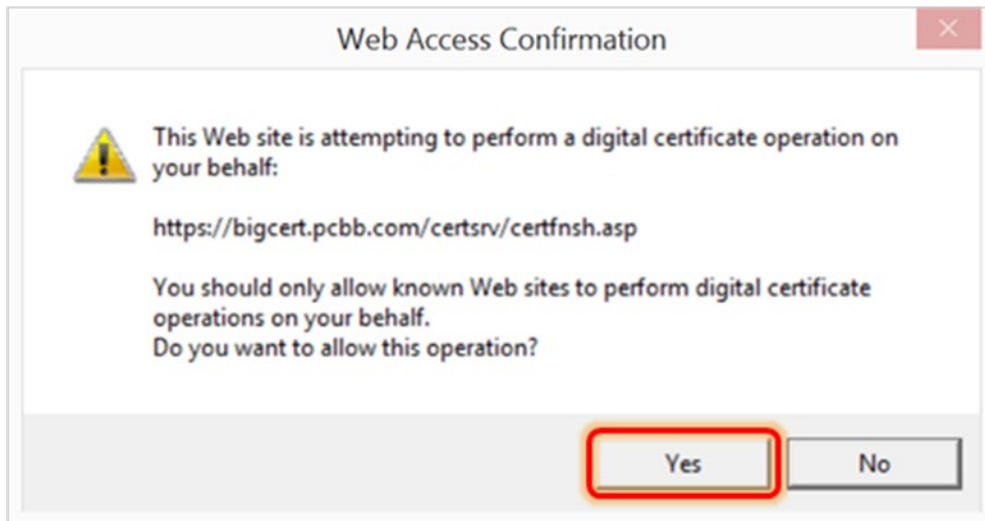 Web Access Confirmation
This Web site is attempting to perform a digital certificate operation on
your behalf:
https://bigcert.pcbb.com/certsrv/certfnsh.asp
You should only allow known Web sites to perform digital certificate
operations on your behalf.
Do you want to allow this operation?
Yes
No